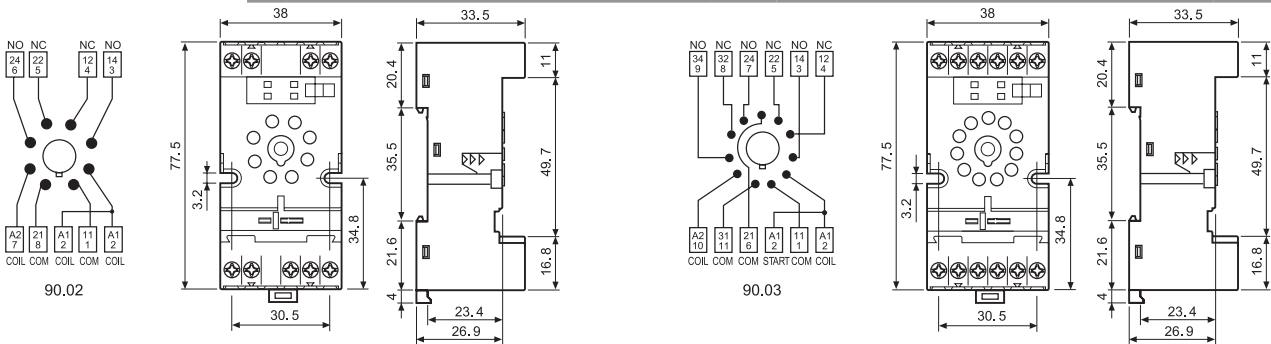 38
33.5
NO NC NC NO
24 22 12 14
6 5 4 3
20.4
11
77.5
35.5
49.7
3.2
34.8
A2 21 A1 11 A1
7 8 2 1 2
COIL COM COIL COM COIL
21.6
16.8
4
90.02
30.5
23.4
26.9
38
33.5
NO NC NO NC NO NC
34 32 24 22 14 12
9 8 7 5 3 4
20.4
11
77.5
35.5
49.7
3.2
34.8
A2 31 21 A1 11 A1
10 11 6 2 1 2
COIL COM COM START COM COIL
21.6
16.8
4
90.03
30.5
23.4
26.9